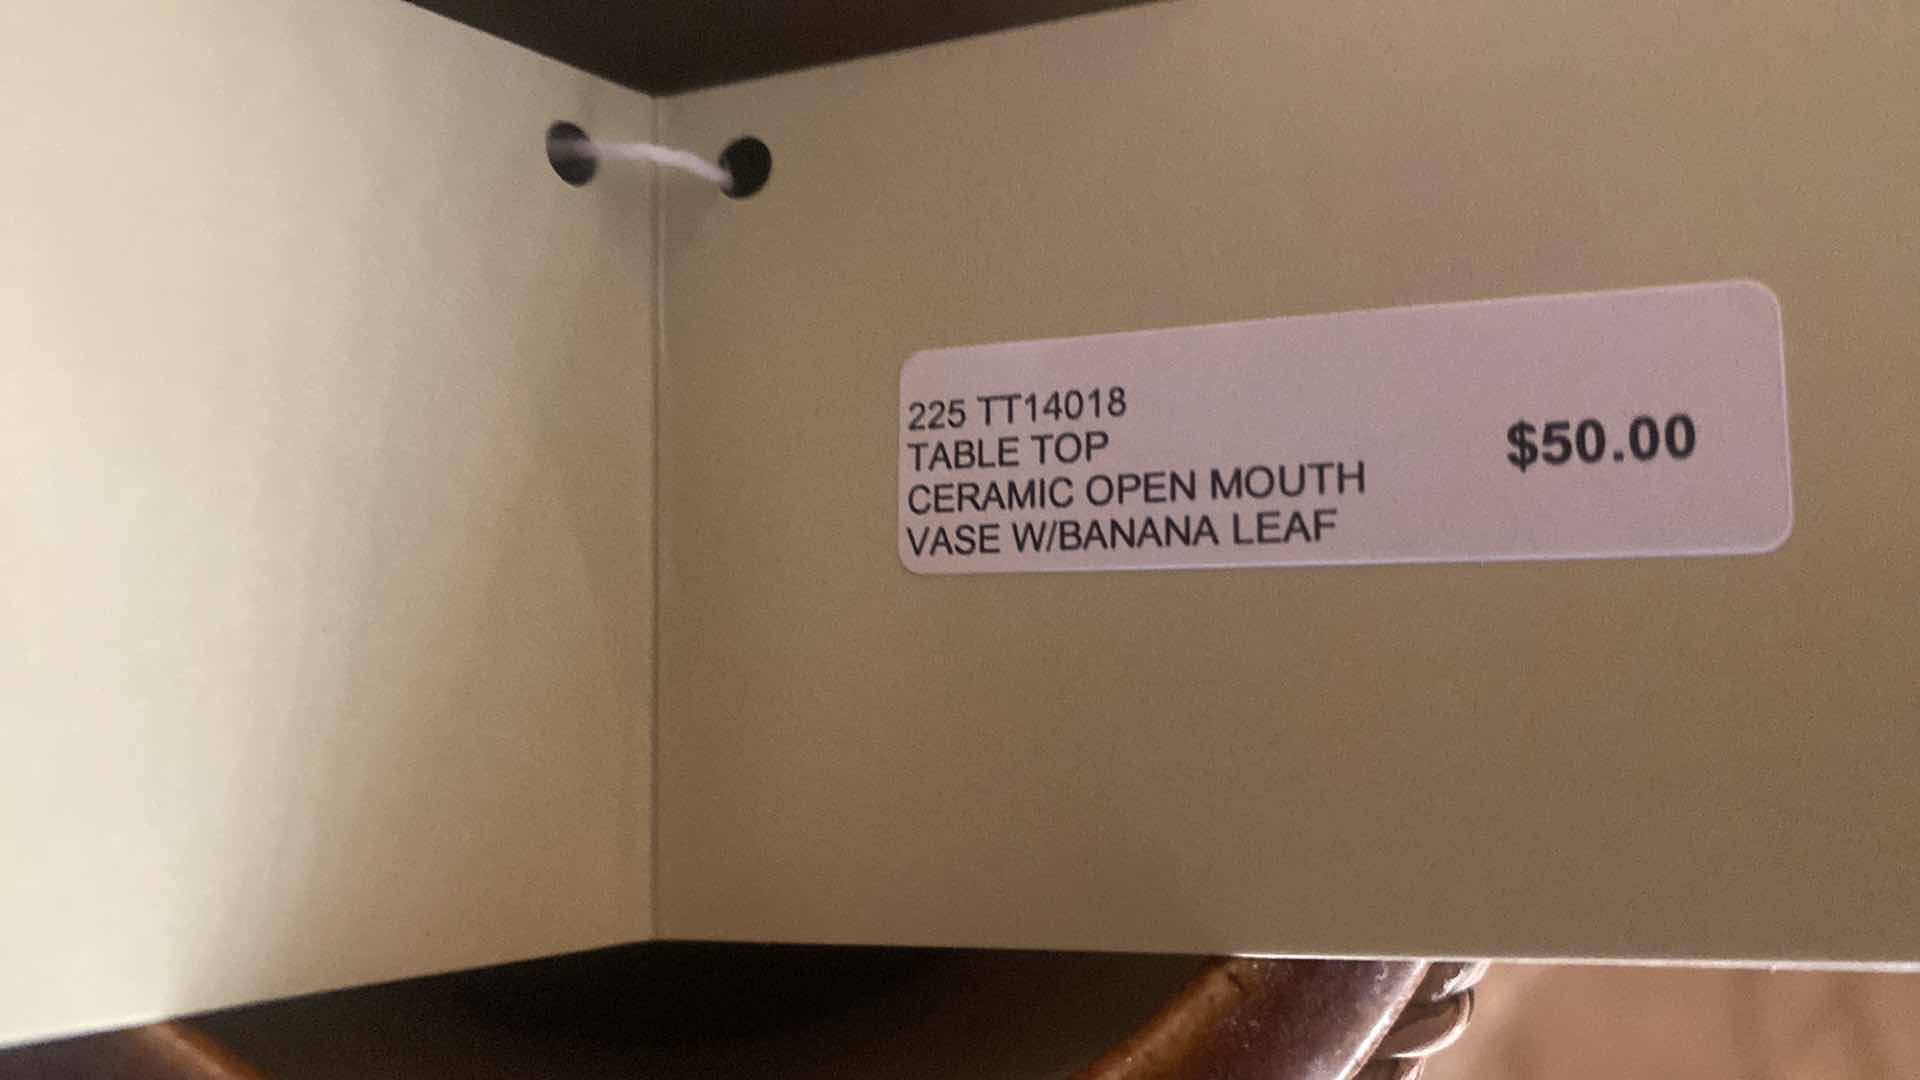 225 TT14018
TABLE TOP
CERAMIC OPEN MOUTH
VASE W/BANANA LEAF
$50.00